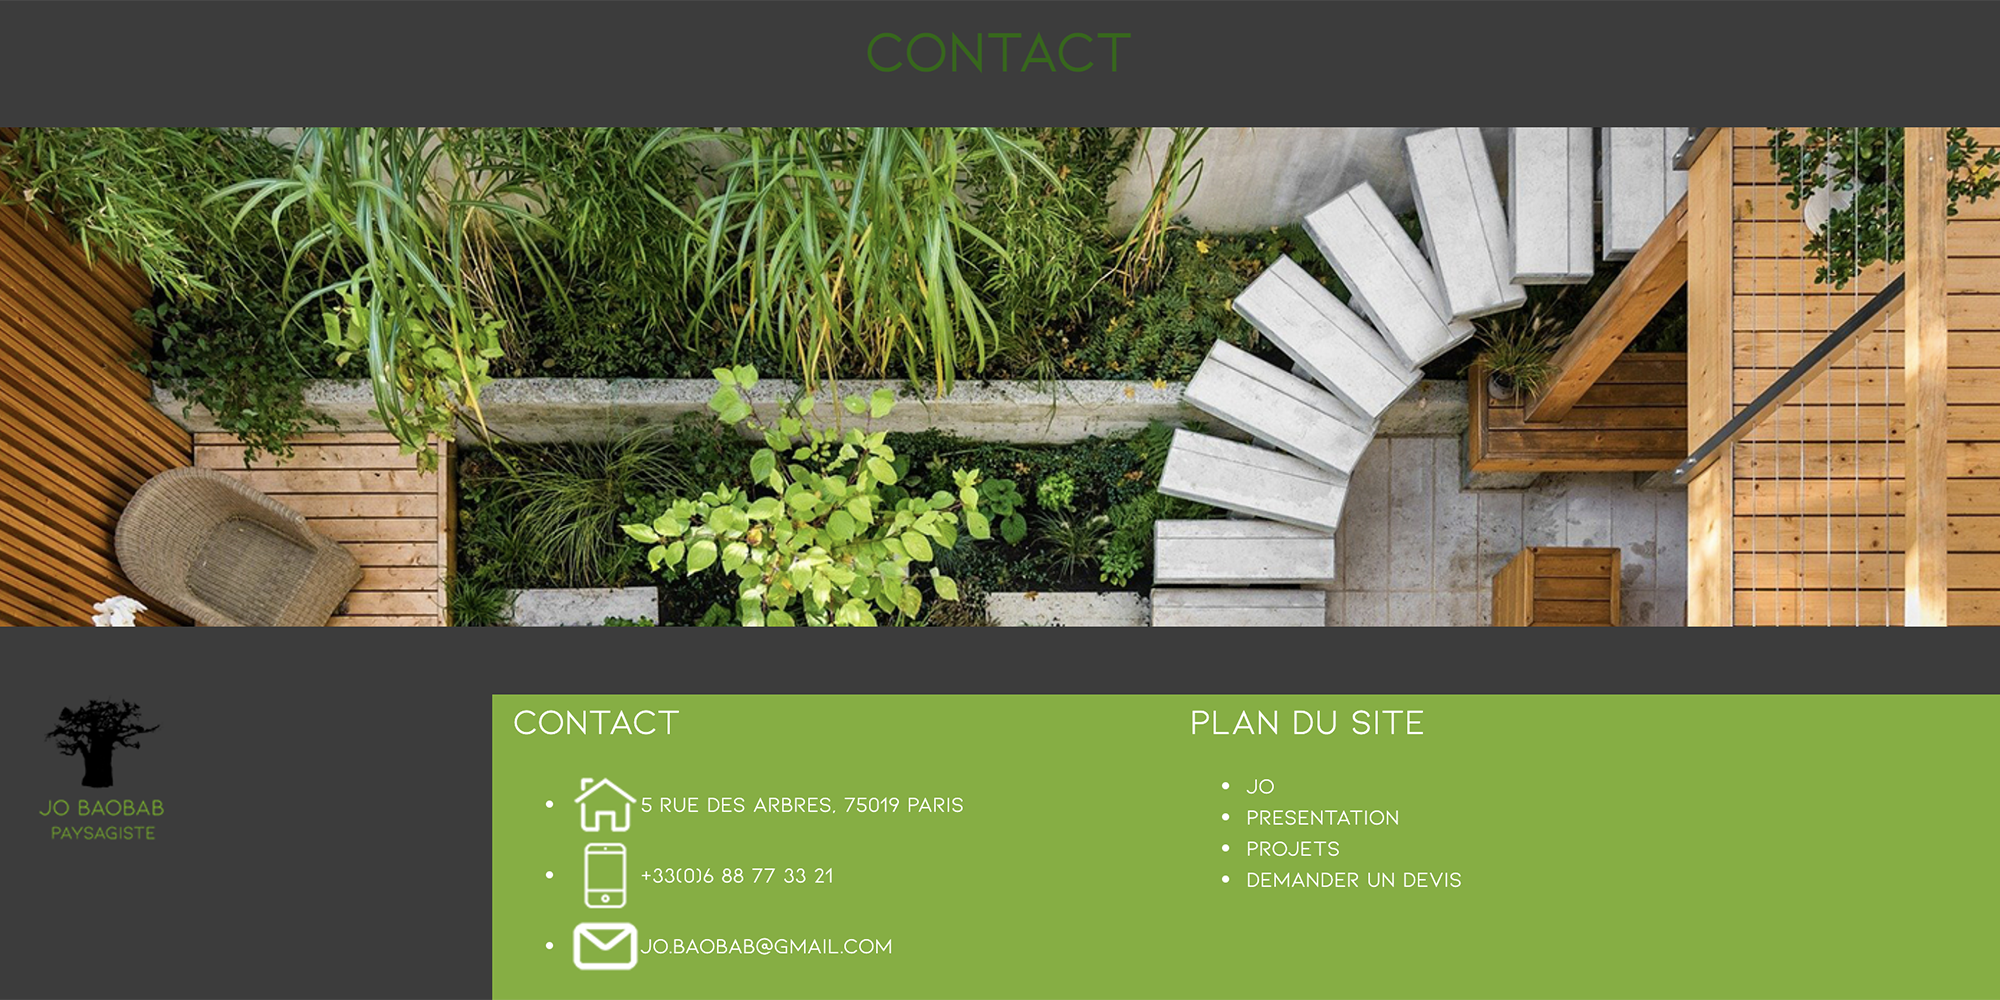 CONTACT
JO BAOBAB
PAYSAGISTE
CONTACT
5 RUE DES ARBRES, 75019 PARIS
+33(0)6 88 77 33 21
JO.BAOBAB@GMAIL.COM
PLAN DU SITE
JO
PRESENTATION
PROJETS
DEMANDER UN DEVIS